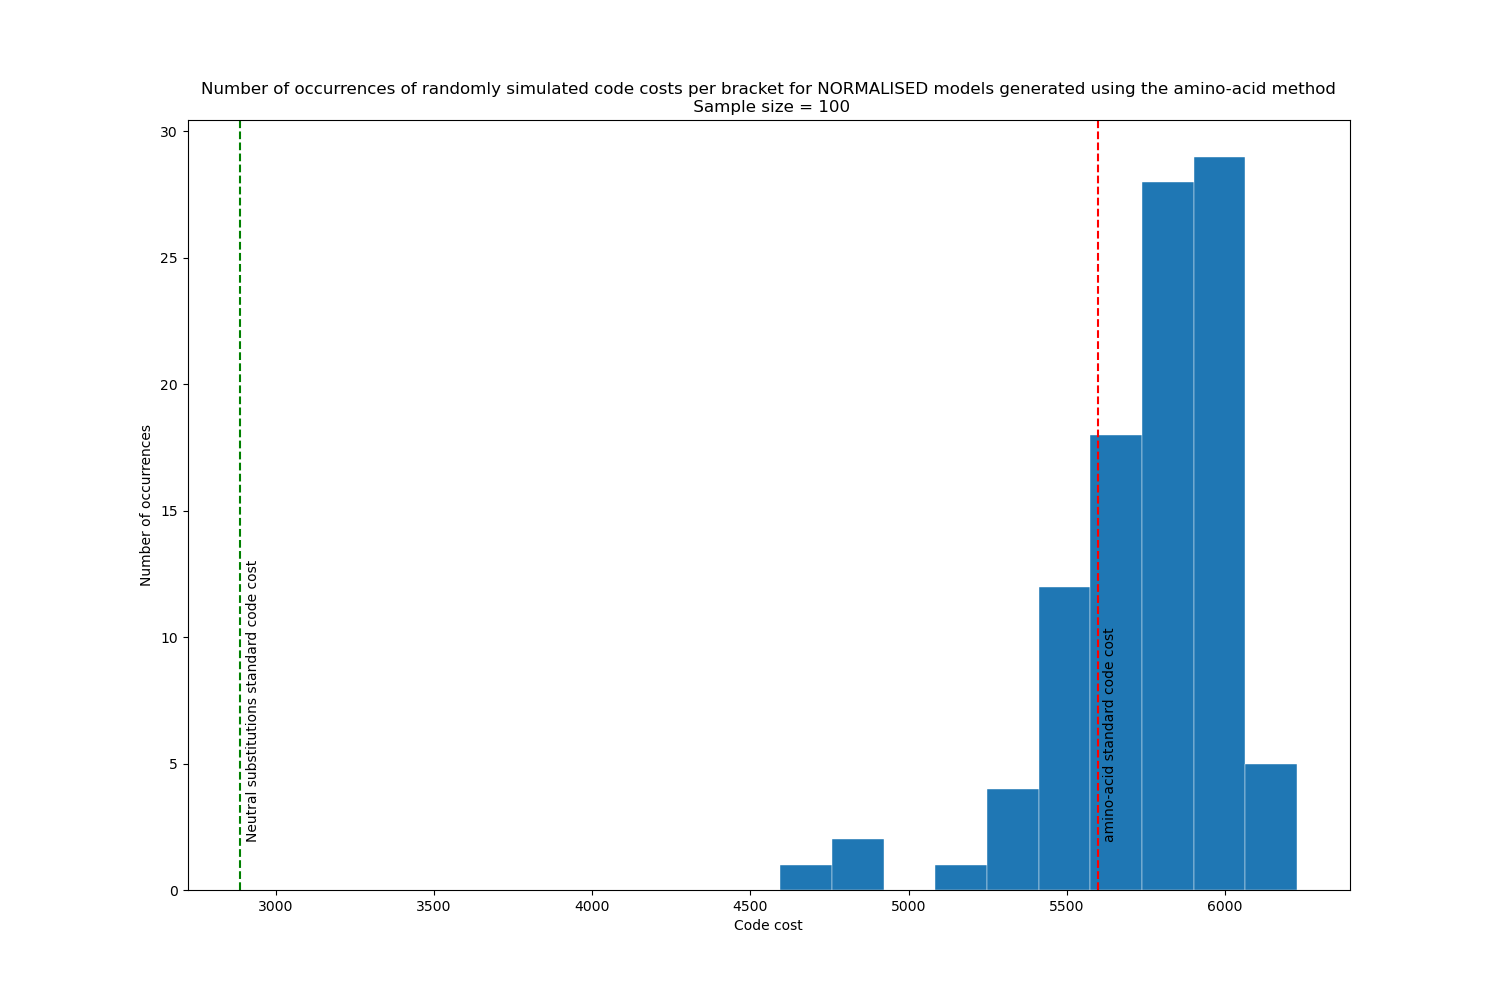 Number of occurrences of randomly simulated code costs per bracket for NORMALISED models generated using the amino-acid method
Sample size = 100
30
25
20
15
10
5
0
Number of occurrences
Neutral substitutions standard code cost
amino-acid standard code cost
3000
3500
4000
4500
5000
5500
6000
Code cost